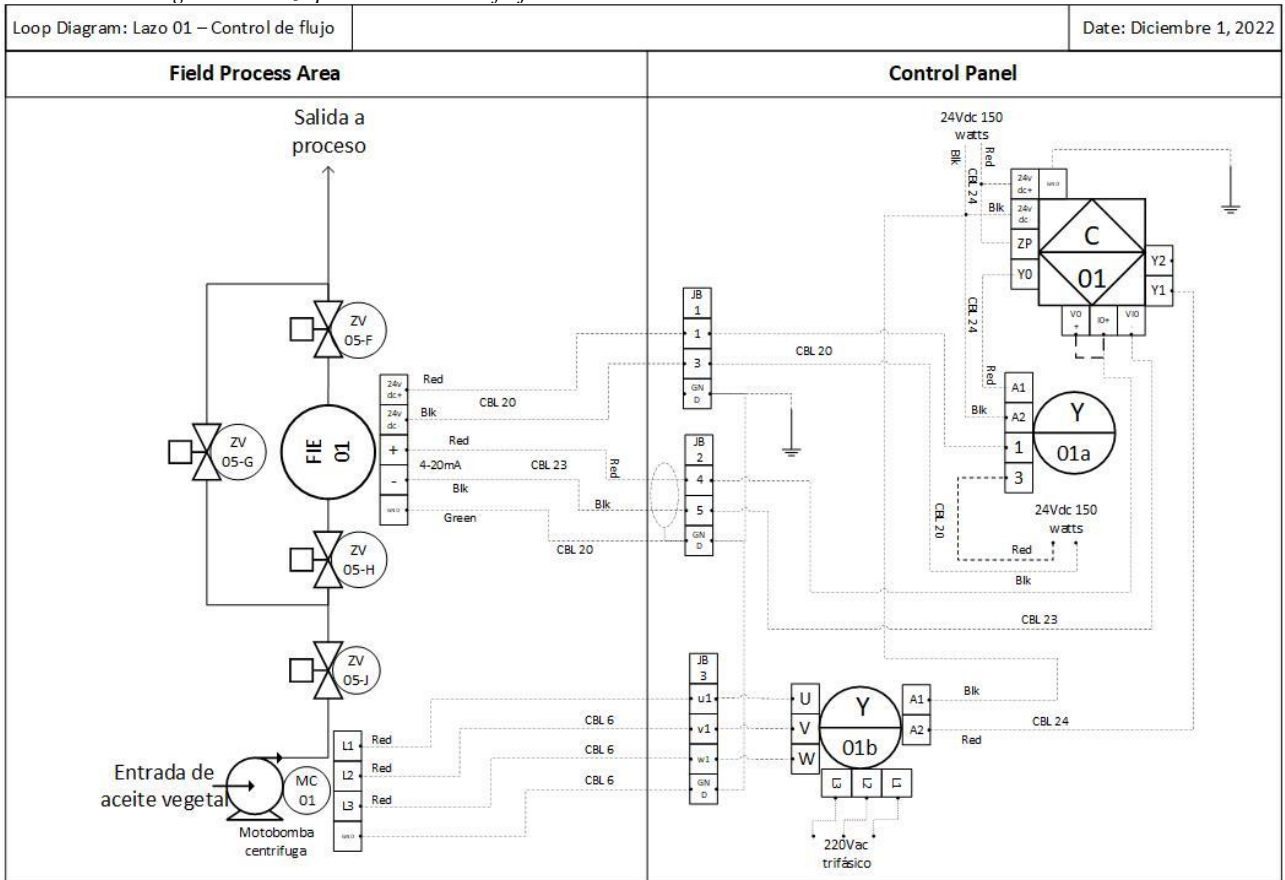 Loop Diagram: Lazo 01 – Control de flujo
Date: Diciembre 1, 2022
Field Process Area
Control Panel
Salida a
proceso
ZV
05-F
ZV
05-G
FIE
01
ZV
05-H
ZV
05-J
Entrada de
aceite vegetal
MC
01
Motobomba
centrifuga
24v
dc+
24v
dc
+
-
GND
Red
CBL 20
Blk
Red
4-20mA
CBL 23
Blk
Green
Red
Blk
CBL 20
L1
L2
L3
GND
Red
Red
Red
CBL 6
CBL 6
CBL 6
JB
1
1
3
GN
D
JB
2
4
5
GN
D
JB
3
u1
v1
w1
GN
D
24Vdc 150
watts
Blk
Red
CBL 24
Blk
24v
dc+
GND
24v
dc
ZP
Y0
C
01
Y2
Y1
V0
+
I0+
VI0
-
CBL 24
Red
Blk
CBL 20
A1
A2
1
3
Y
01a
24Vdc 150
watts
CBL 20
Red
Blk
CBL 23
U
V
W
Y
01b
A1
A2
Blk
CBL 24
Red
L3
L2
L1
220Vac
trifásico